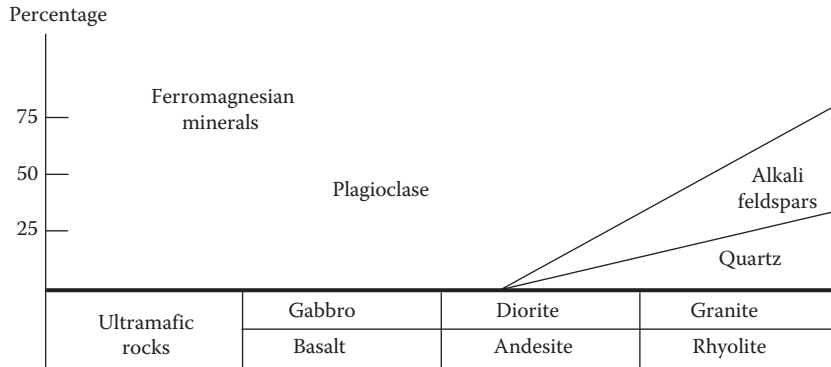 Percentage
Ferromagnesian
minerals
75
50
Plagioclase
Alkali
feldspars
25
Quartz
Ultramafic
rocks
Gabbro
Diorite
Granite
Basalt
Andesite
Rhyolite